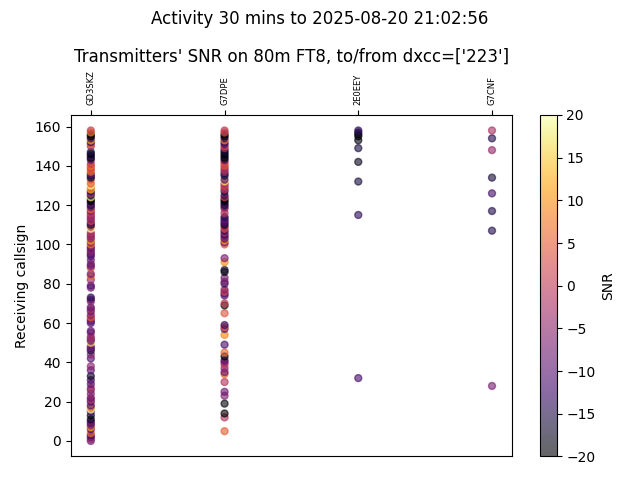 Activity 30 mins to 2025-08-20 21:02:56
Transmitters' SNR on 80m FT8, to/from dxcc=['223']
GD3SKZ
G7DPE
2E0EEY
G7CNF
160
140
120
100
80
60
40
20
0
Receiving callsign
20
15
10
5
0
−5
−10
−15
−20
SNR